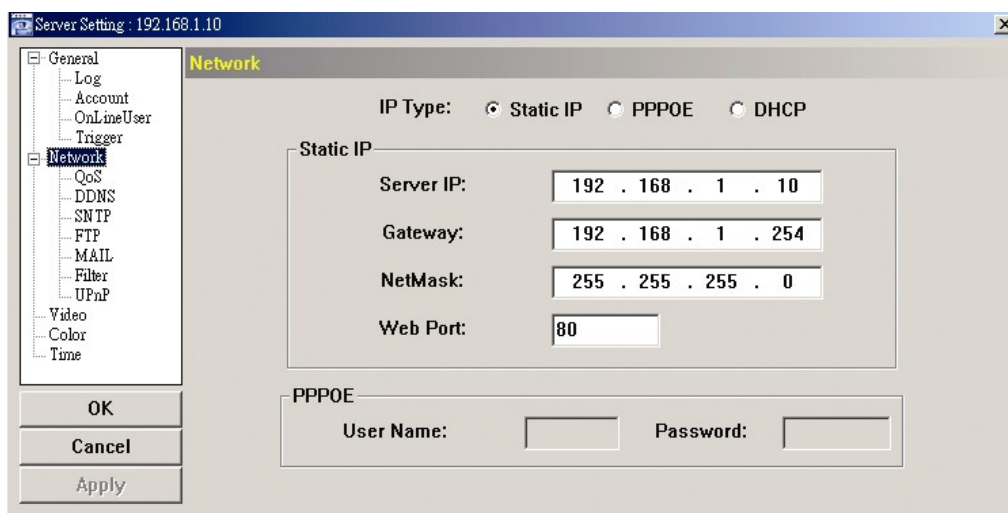 Server Setting : 192.168.1.10
General
Log
Account
OnLineUser
Trigger
Network
QoS
DDNS
SNTP
FTP
MAIL
Filter
UPnP
Video
Color
Time
OK
Cancel
Apply
Network
IP Type: Static IP PPPOE DHCP
Static IP
Server IP: 192 . 168 . 1 . 10
Gateway: 192 . 168 . 1 . 254
NetMask: 255 . 255 . 255 . 0
Web Port: 80
PPPOE
User Name: Password: